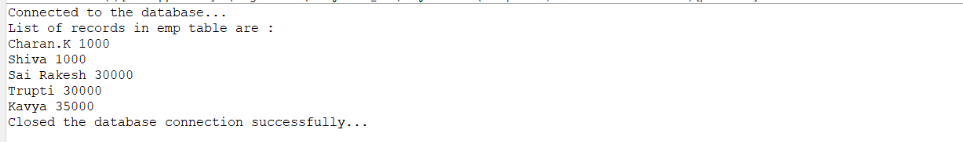 Connected to the database...
List of records in emp table are :
Charan.K 1000
Shiva 1000
Sai Rakesh 30000
Trupti 30000
Kavya 35000
Closed the database connection successfully...